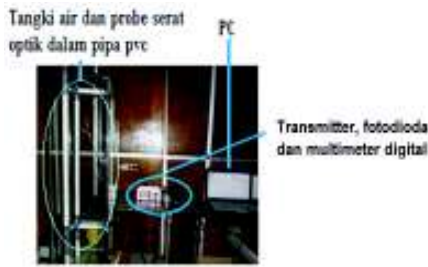 Tangki air dan probe serat
optik dalam pipa pvc
PC
Transmitter, fotodioda
dan multimeter digital